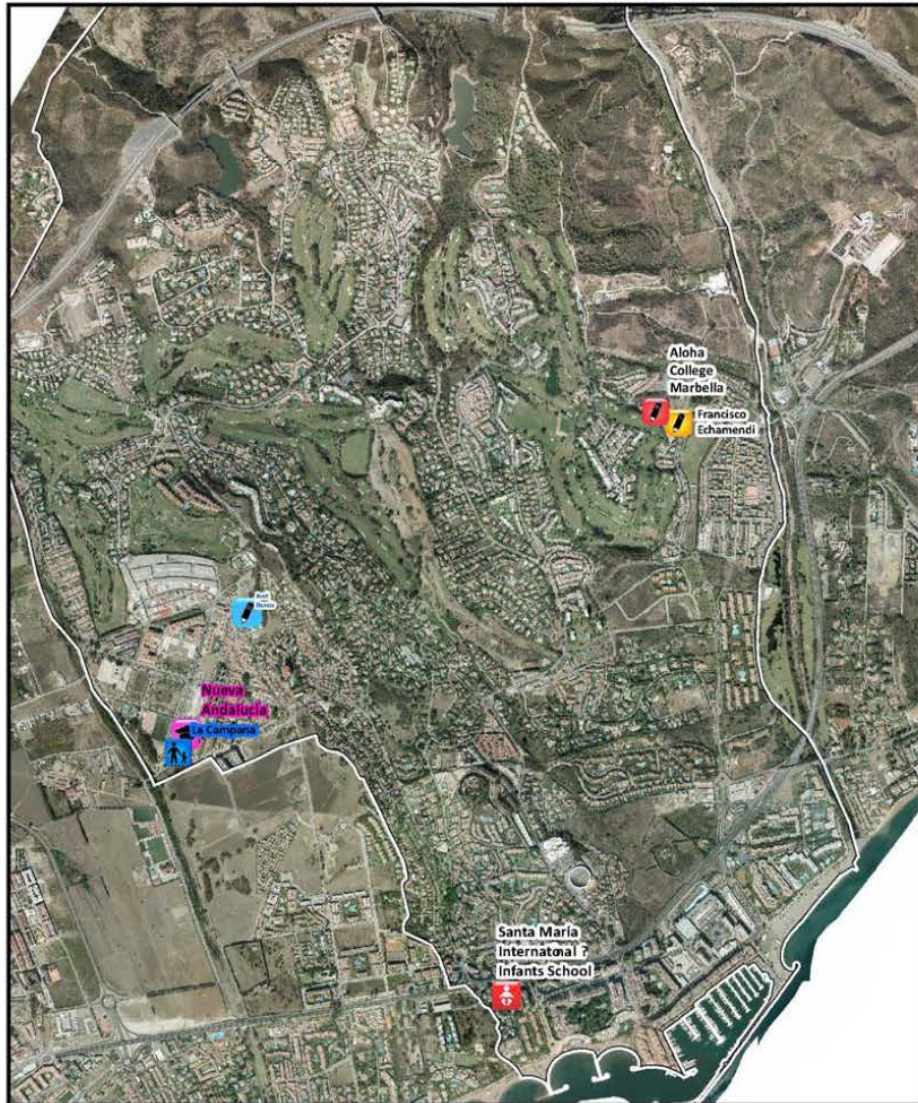 Aloha
College
Marbella
Francisco
Echamendi
Nueva
Andalucía
La Campana
Santa María
Internatonal ?
Infants School